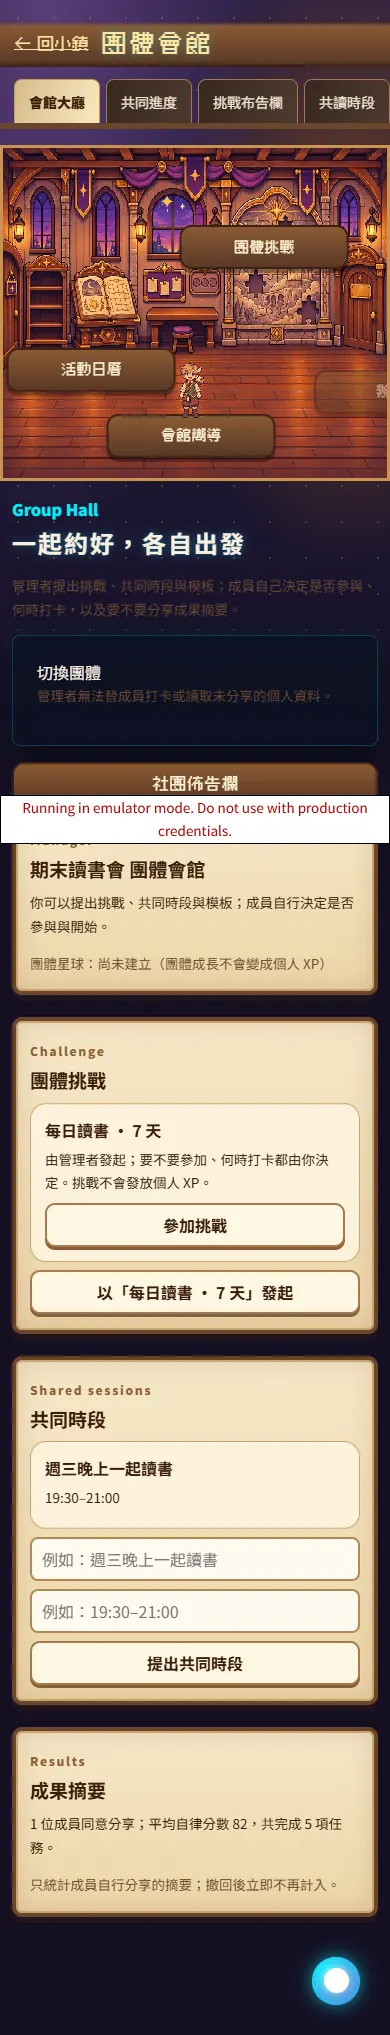 ← 回小鎮 團體會館
會館大廳 共同進度 挑戰布告欄 共讀時段
團體挑戰
活動日曆
會館嚮導
Group Hall
一起約好，各自出發
管理者提出挑戰、共同時段與模板；成員自己決定是否參與、
何時打卡，以及要不要分享成果摘要。
切換團體
管理者無法替成員打卡或讀取未分享的個人資料。
社團佈告欄
Running in emulator mode. Do not use with production
credentials.
期末讀書會 團體會館
你可以提出挑戰、共同時段與模板；成員自行決定是否
參與與開始。
團體星球：尚未建立（團體成長不會變成個人 XP）
Challenge
團體挑戰
每日讀書 · 7 天
由管理者發起；要不要參加、何時打卡都由你決
定。挑戰不會發放個人 XP。
參加挑戰
以「每日讀書 · 7 天」發起
Shared sessions
共同時段
週三晚上一起讀書
19:30–21:00
例如：週三晚上一起讀書
例如：19:30–21:00
提出共同時段
Results
成果摘要
1 位成員同意分享；平均自律分數 82，共完成 5 項任
務。
只統計成員自行分享的摘要；撤回後立即不再計入。